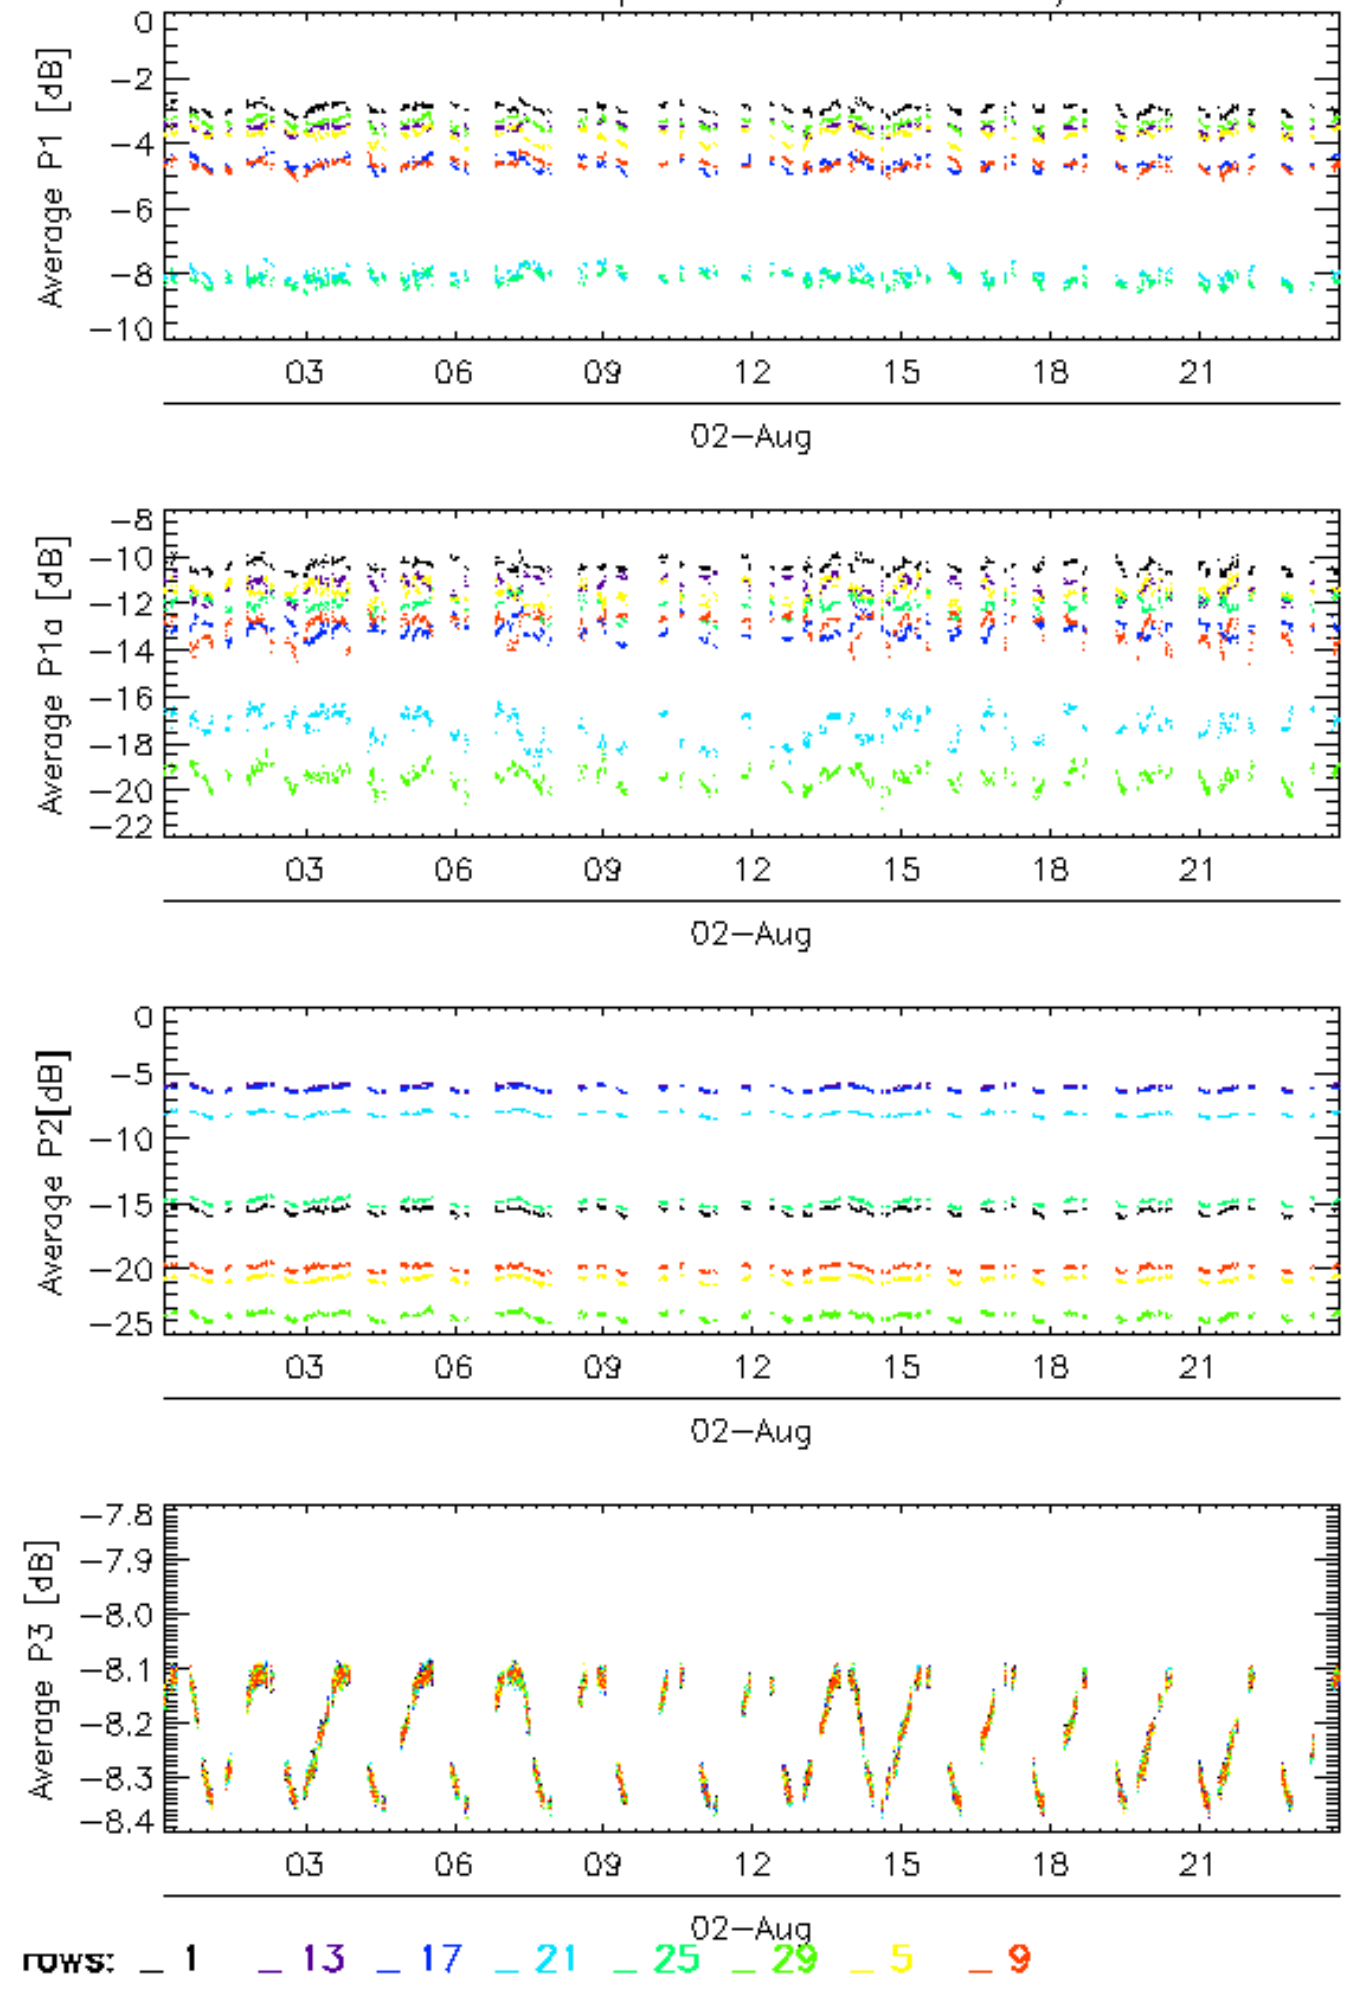 0
-2
-4
-6
-8
-10
Average P1 [dB]
03 06 09 12 15 18 21
02-Aug
-8
-10
-12
-14
-16
-18
-20
-22
Average P1a [dB]
03 06 09 12 15 18 21
02-Aug
0
-5
-10
-15
-20
-25
Average P2[dB]
03 06 09 12 15 18 21
02-Aug
-7.8
-7.9
-8.0
-8.1
-8.2
-8.3
-8.4
Average P3 [dB]
03 06 09 12 15 18 21
02-Aug
rows: _ 1 _ 13 _ 17 _ 21 _ 25 _ 29 _ 5 _ 9